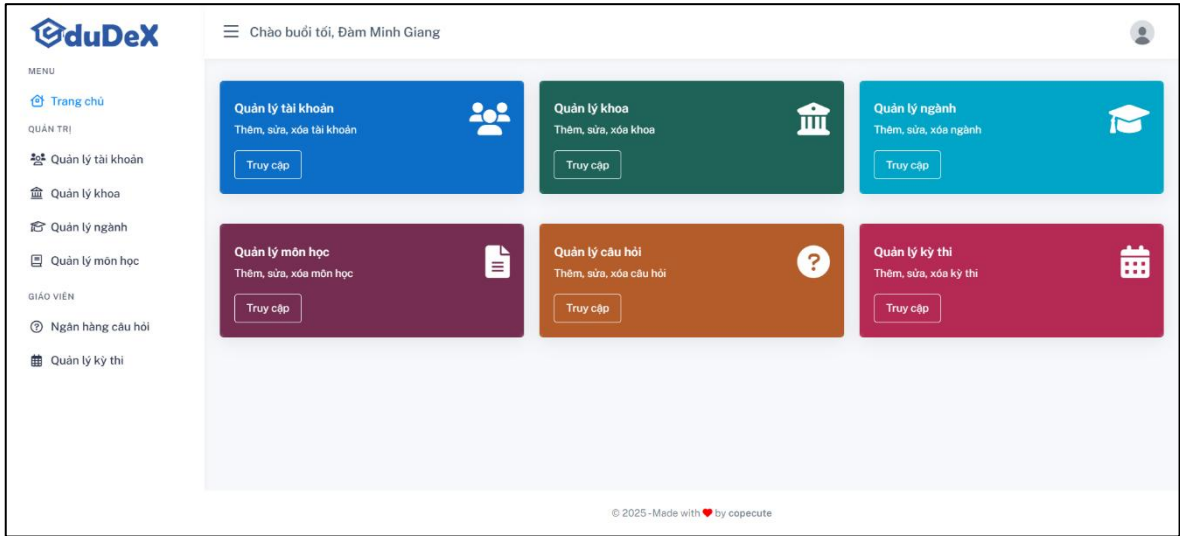 eduDeX
Chào buổi tối, Đàm Minh Giang
MENU
Trang chủ
QUẢN TRỊ
Quản lý tài khoản
Quản lý khoa
Quản lý ngành
Quản lý môn học
GIÁO VIÊN
Ngân hàng câu hỏi
Quản lý kỳ thi
Quản lý tài khoản
Thêm, sửa, xóa tài khoản
Truy cập
Quản lý khoa
Thêm, sửa, xóa khoa
Truy cập
Quản lý ngành
Thêm, sửa, xóa ngành
Truy cập
Quản lý môn học
Thêm, sửa, xóa môn học
Truy cập
Quản lý câu hỏi
Thêm, sửa, xóa câu hỏi
Truy cập
Quản lý kỳ thi
Thêm, sửa, xóa kỳ thi
Truy cập
© 2025 - Made with ❤ by copecute